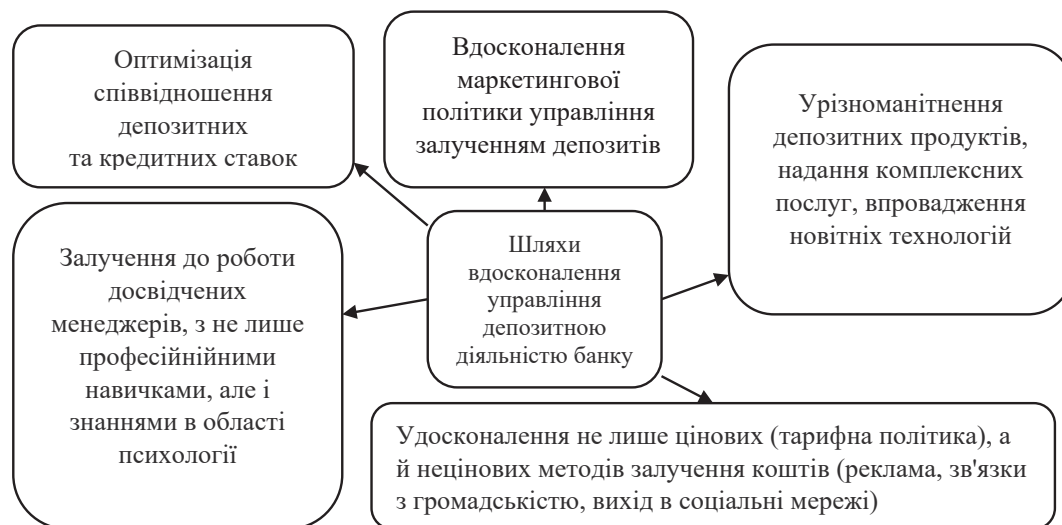 Оптимізація
співвідношення
депозитних
та кредитних ставок
Вдосконалення
маркетингової
політики управління
залученням депозитів
Урізноманітнення
депозитних продуктів,
надання комплексних
послуг, впровадження
новітніх технологій
Залучення до роботи
досвідчених
менеджерів, з не лише
професійнійними
навичками, але і
знаннями в області
психології
Шляхи
вдосконалення
управління
депозитною
діяльністю банку
Удосконалення не лише цінових (тарифна політика), а
й нецінових методів залучення коштів (реклама, зв'язки
з громадськістю, вихід в соціальні мережі)